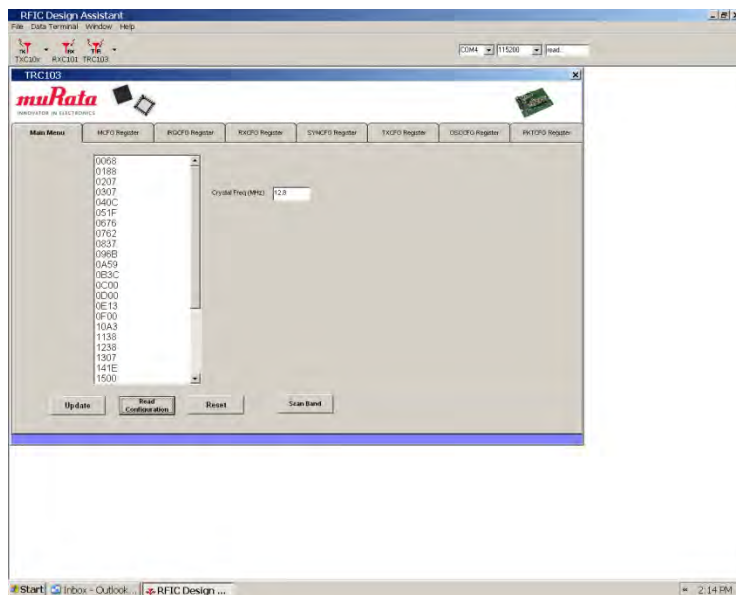 RFIC Design Assistant
File Data Terminal Window Help
TXC10x RXC101 TRC103
COM4 115200 read
TRC103
muRata
INNOVATOR IN ELECTRONICS
Main Menu MCFG Register IRQCFG Register RXCFG Register SYNCFG Register TXCFG Register OSCCFG Register PKTCFG Register
0068
0188
0207
0307
040C
051F
0676
0762
0837
096B
0A59
0B3C
0C00
0D00
0E13
0F00
10A3
1138
1238
1307
141E
1500
Crystal Freq (MHz) 12.8
Update
Read
Configuration
Reset
Scan Band
Start Inbox - Outlook... RFIC Design ... 2:14 PM